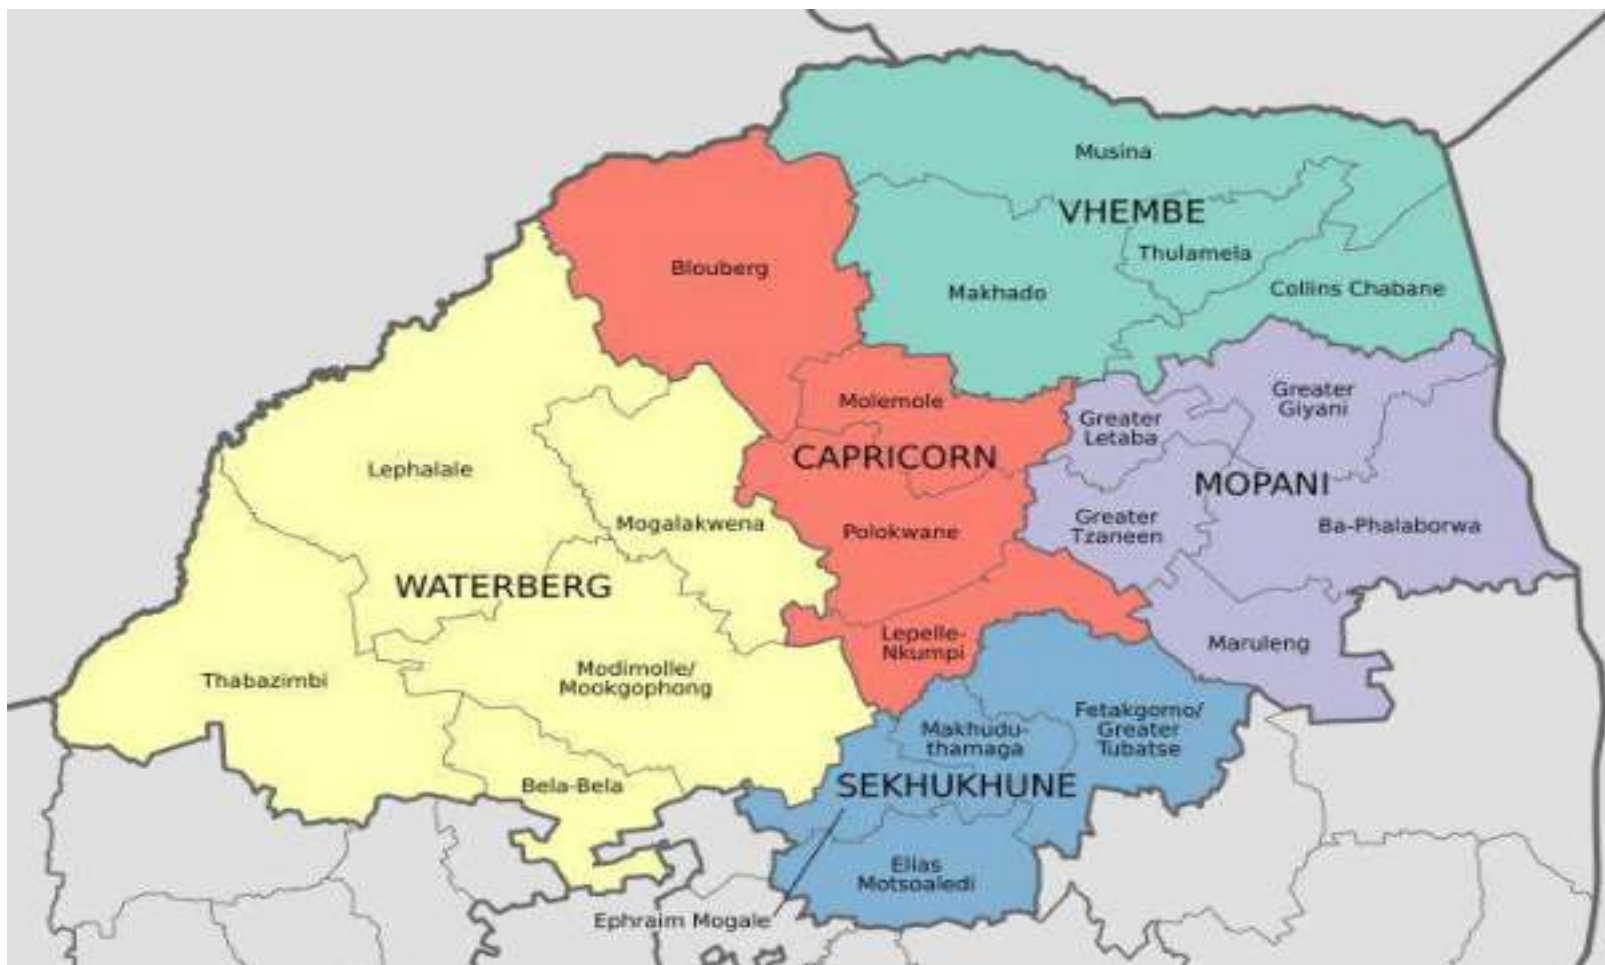 Musina
VHEMBE
Thulamela
Makhado
Collins Chabane
Blouberg
Molemole
CAPRICORN
Polokwane
Lepelle-
Nkumpi
Greater
Giyani
Greater
Letaba
MOPANI
Greater
Tzaneen
Ba-Phalaborwa
Maruleng
Lephalale
Mogalakwena
WATERBERG
Thabazimbi
Modimolle/
Mookgophong
Bela-Bela
Makhudu-
thamaga
Fetakgomo/
Greater
Tubatse
SEKHUKHUNE
Elias
Motsoaledi
Ephraim Mogale